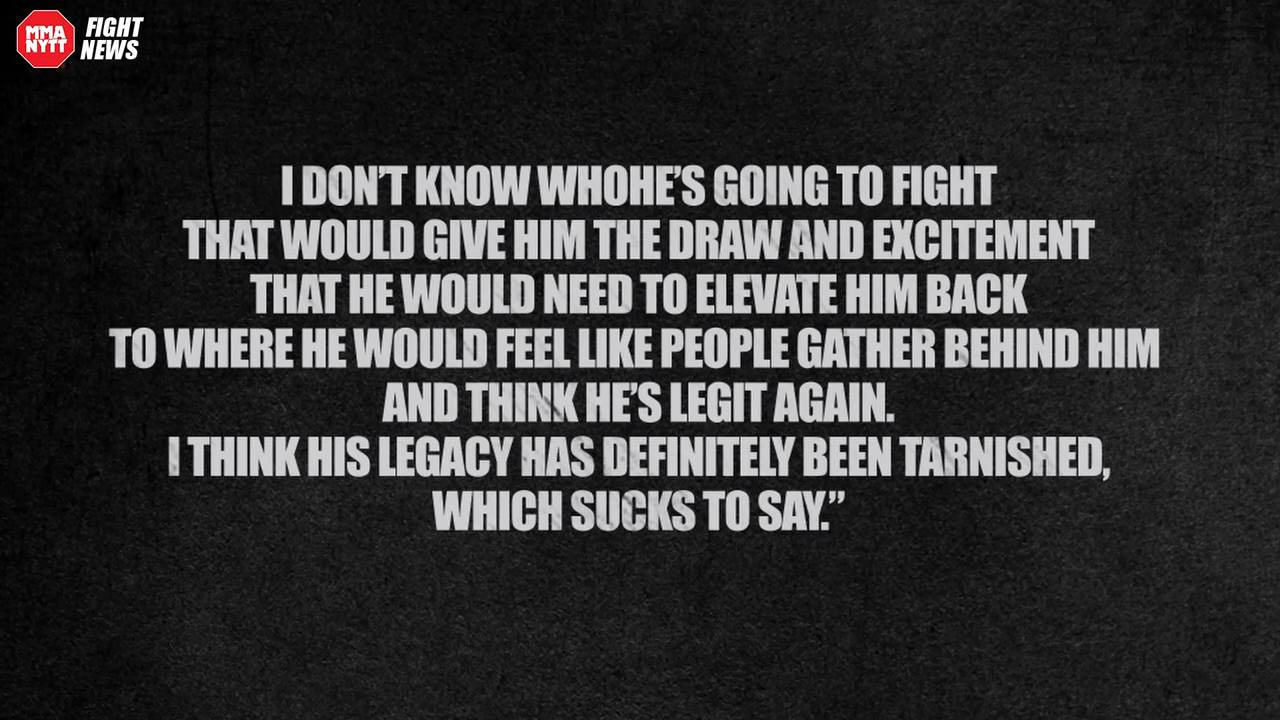 MMA
NYTT
FIGHT
NEWS
I DON'T KNOW WHOHE'S GOING TO FIGHT
THAT WOULD GIVE HIM THE DRAW AND EXCITEMENT
THAT HE WOULD NEED TO ELEVATE HIM BACK
TO WHERE HE WOULD FEEL LIKE PEOPLE GATHER BEHIND HIM
AND THINK HE'S LEGIT AGAIN.
I THINK HIS LEGACY HAS DEFINITELY BEEN TARNISHED,
WHICH SUCKS TO SAY.”